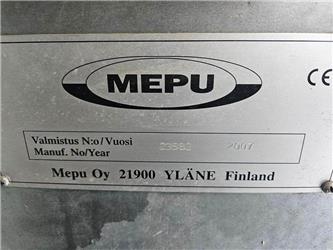 MEPU
CE
Valmistus N:o/Vuosi 2007
Manuf. No/Year
Mepu Oy 21900 YLÄNE Finland